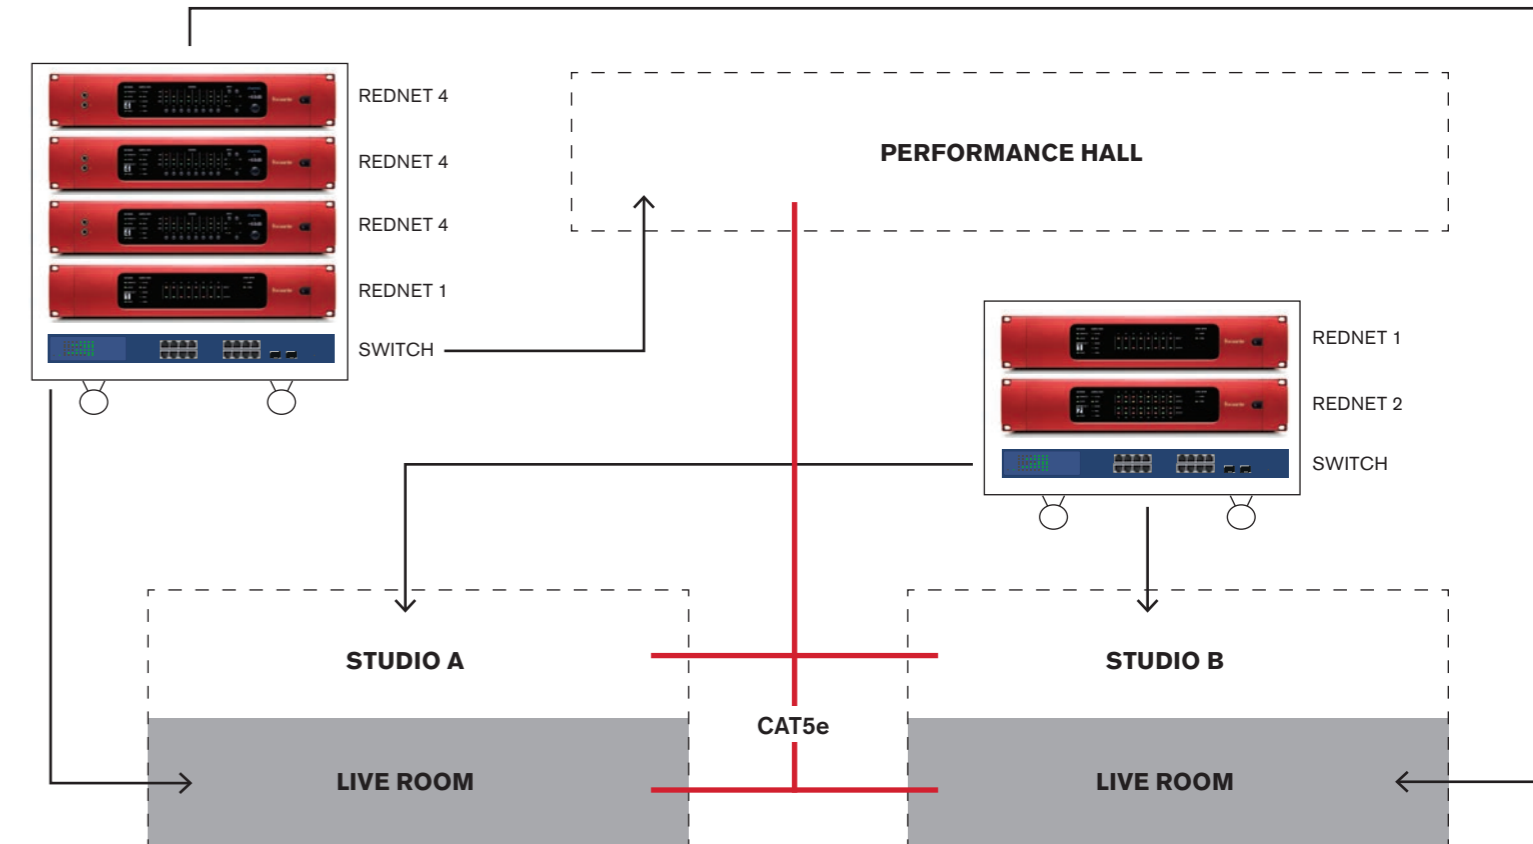 REDNET 4
REDNET 4
REDNET 4
REDNET 1
SWITCH
PERFORMANCE HALL
REDNET 1
REDNET 2
SWITCH
STUDIO A
STUDIO B
CAT5e
LIVE ROOM
LIVE ROOM